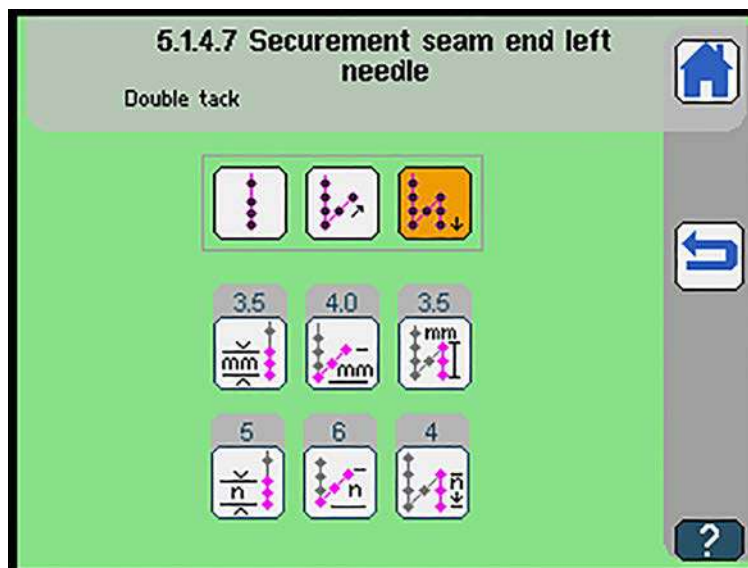 5.1.4.7 Securement seam end left
needle
Double tack
3.5 4.0 3.5
mm mm mm
5 6 4
n n n
?